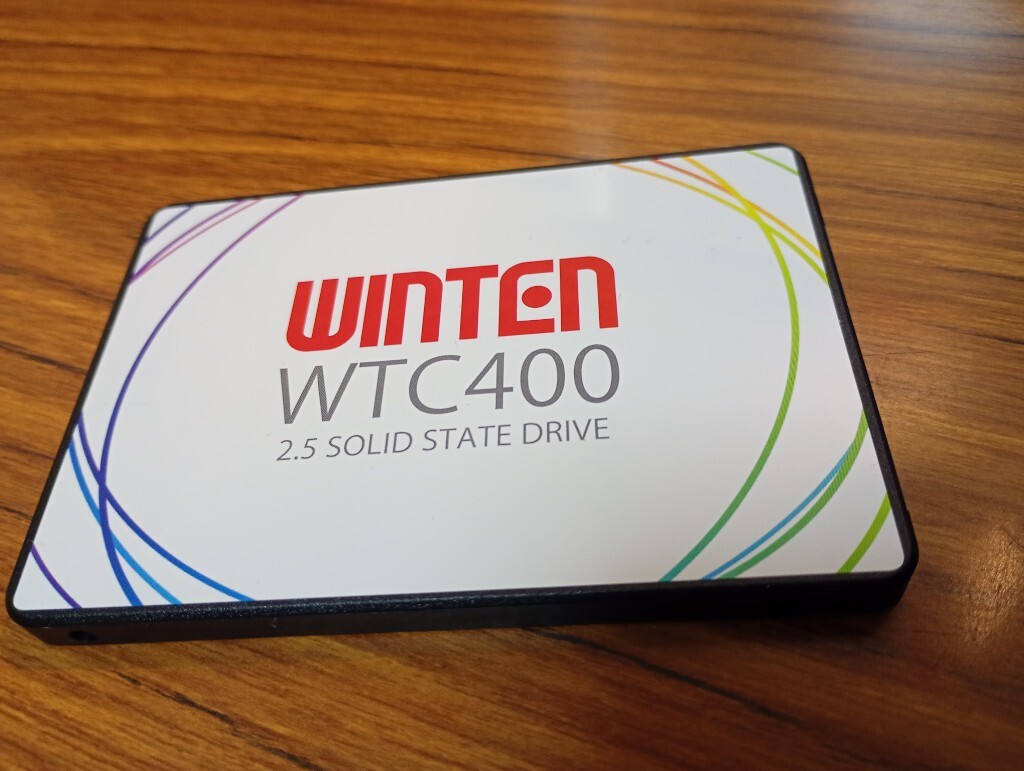 WINTEN
WTC400
2.5 SOLID STATE DRIVE